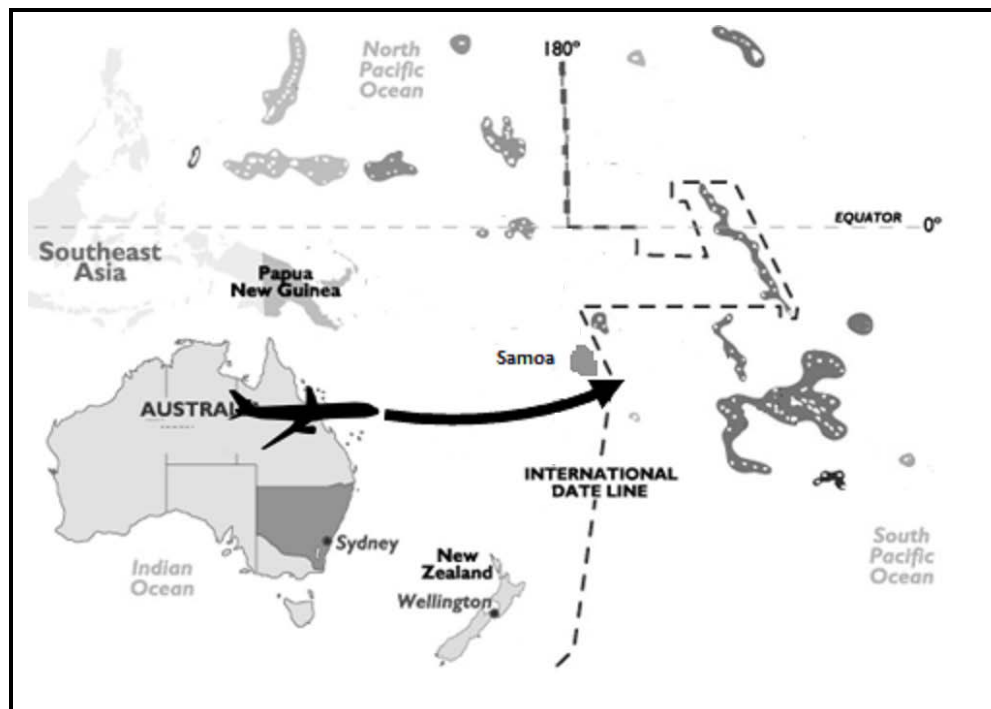 North
Pacific
Ocean
180°
EQUATOR 0°
Southeast
Asia
Papua
New Guinea
Samoa
INTERNATIONAL
DATE LINE
Sydney
Indian
Ocean
New
Zealand
Wellington
South
Pacific
Ocean